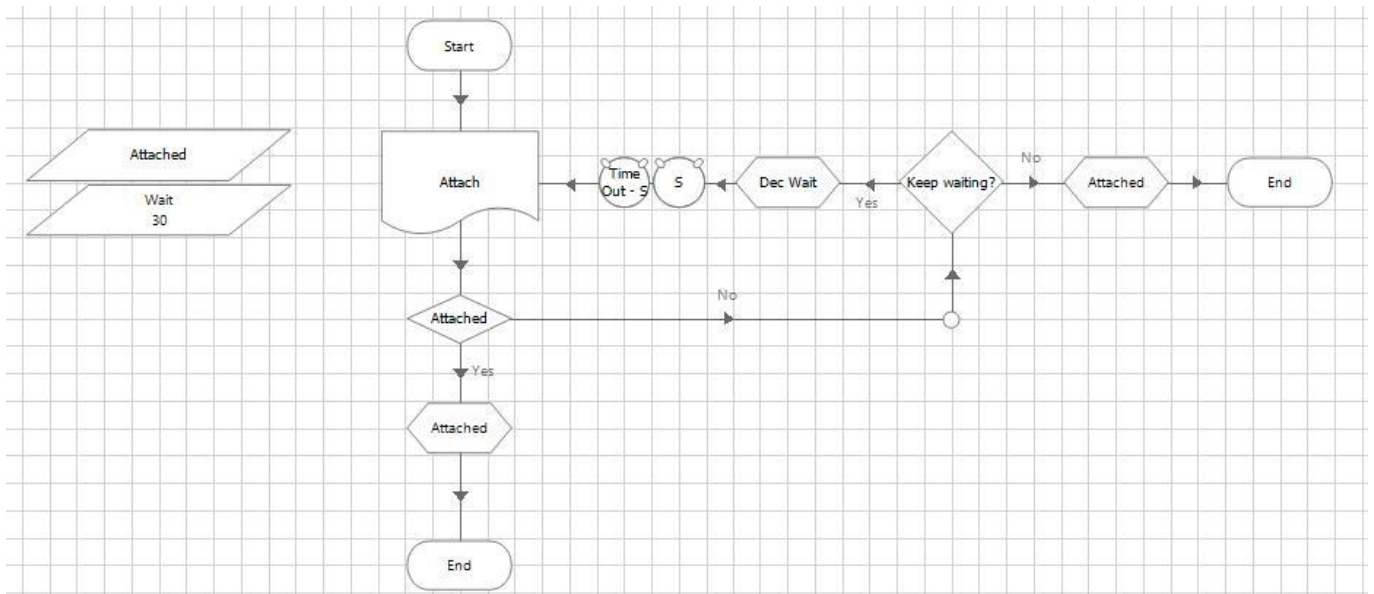 Start
Attached
Wait
30
Attach
Time
Out - S
S
Dec Wait
Keep waiting?
Yes
No
Attached
End
Attached
No
Yes
Attached
End